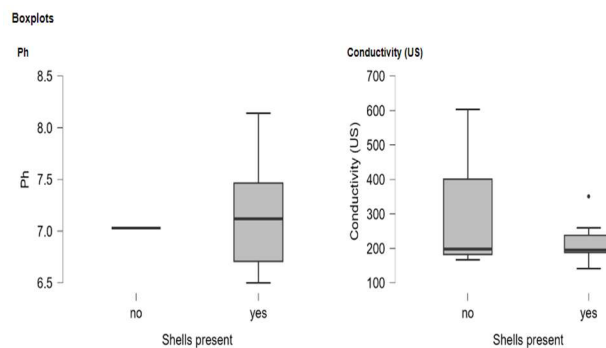 Boxplots
Ph
Conductivity (US)
8.5
8.0
7.5
7.0
6.5
Ph
no
yes
Shells present
700
600
500
400
300
200
100
Conductivity (US)
no
yes
Shells present